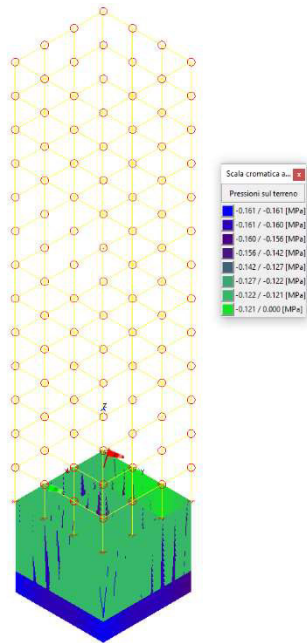 Scala cromatica a... x
Pressioni sul terreno
-0.161 / -0.161 [MPa]
-0.161 / -0.160 [MPa]
-0.160 / -0.156 [MPa]
-0.156 / -0.142 [MPa]
-0.142 / -0.127 [MPa]
-0.127 / -0.122 [MPa]
-0.122 / -0.121 [MPa]
-0.121 / 0.000 [MPa]
Z